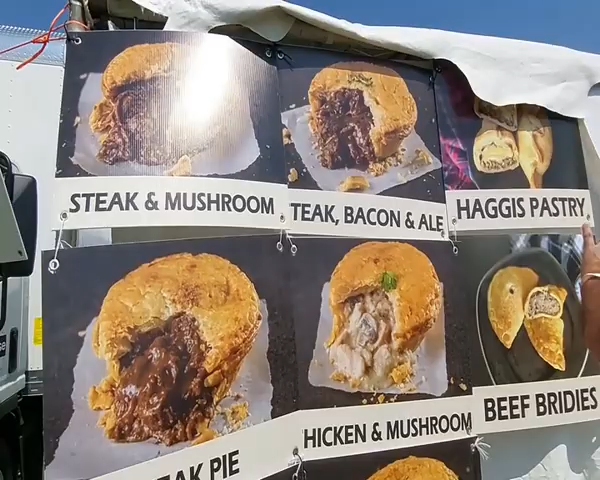 STEAK & MUSHROOM
TEAK, BACON & ALE
HAGGIS PASTRY
AK PIE
HICKEN & MUSHROOM
BEEF BRIDIES